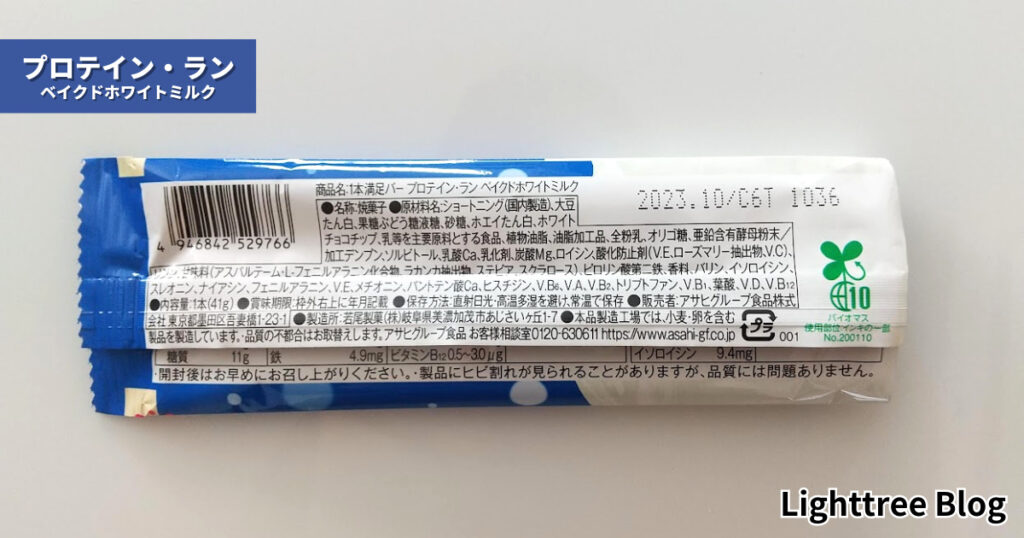 プロテイン・ラン
ベイクドホワイトミルク
商品名:1本満足バー プロテイン・ラン ベイクドホワイトミルク
●名称:焼菓子●原材料名:ショートニング(国内製造)、大豆
たん白、果糖ぶどう糖液糖、砂糖、ホエイたん白、ホワイト
チョコチップ、乳等を主要原料とする食品、植物油脂、油脂加工品、全粉乳、オリゴ糖、亜鉛含有酵母粉末/
加工デンプン、ソルビトール、乳酸Ca、乳化剤、炭酸Mg、ロイシン、酸化防止剤(V.E、ローズマリー抽出物、V.C)、
甘味料(アスパルテーム・L-フェニルアラニン化合物、ラカンカ抽出物、ステビア、スクラロース)、ピロリン酸第二鉄、香料、バリン、イソロイシン、
スレオニン、ナイアシン、フェニルアラニン、V.E、メチオニン、パントテン酸Ca、ヒスチジン、V.B6、V.A、V.B2、トリプトファン、V.B1、葉酸、V.D、V.B12
●内容量:1本(41g) ●賞味期限:枠外右上に年月記載 ●保存方法:直射日光・高温多湿を避け、常温で保存 ●販売者:アサヒグループ食品株式
会社 東京都墨田区吾妻橋1-23-1 ●製造所:若尾製菓(株)岐阜県美濃加茂市あじさいヶ丘1-7 ●本品製造工場では、小麦・卵を含む
製品を製造しています。・品質の不都合はお取替えします。アサヒグループ食品 お客様相談室0120-630611 https://www.asahi-gf.co.jp
プラ
001
4 946842 529766
2023.10/C6T 1036
10
バイオマス
使用部位 インキの一部
No.200110
糖質 11g 鉄 4.9mg ビタミンB12 0.5~3.0μg イソロイシン 9.4mg
・開封後はお早めにお召し上がりください。・製品にヒビ割れが見られることがありますが、品質には問題ありません。
Lighttree Blog